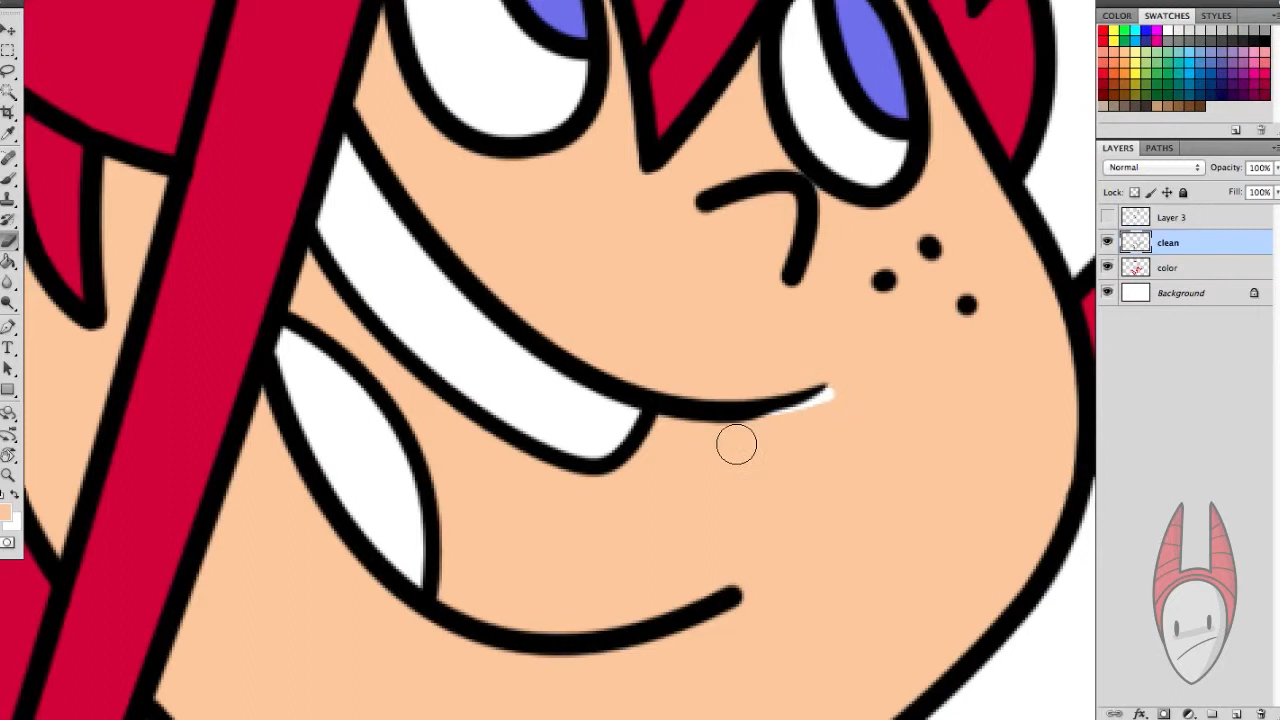 COLOR SWATCHES STYLES
LAYERS PATHS
Normal Opacity: 100%
Lock: Fill: 100%
Layer 3
clean
color
Background